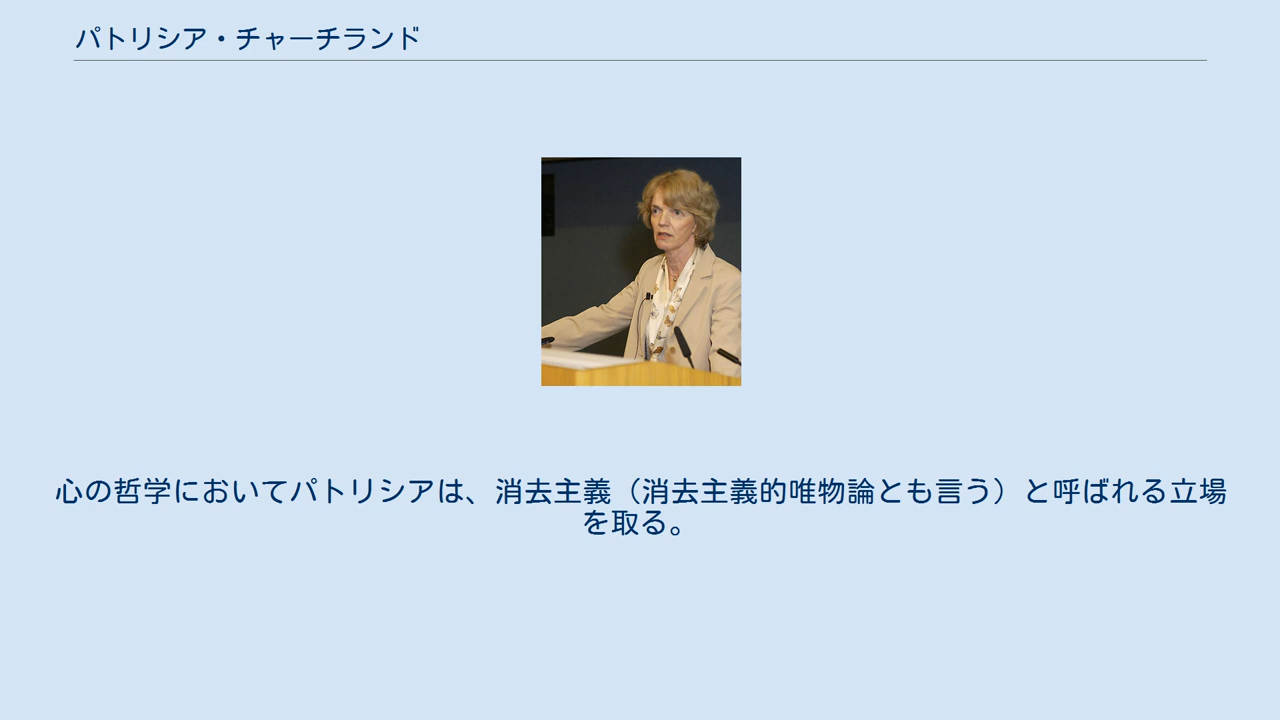 パトリシア・チャーチランド
心の哲学においてパトリシアは、消去主義（消去主義的唯物論とも言う）と呼ばれる立場
を取る。